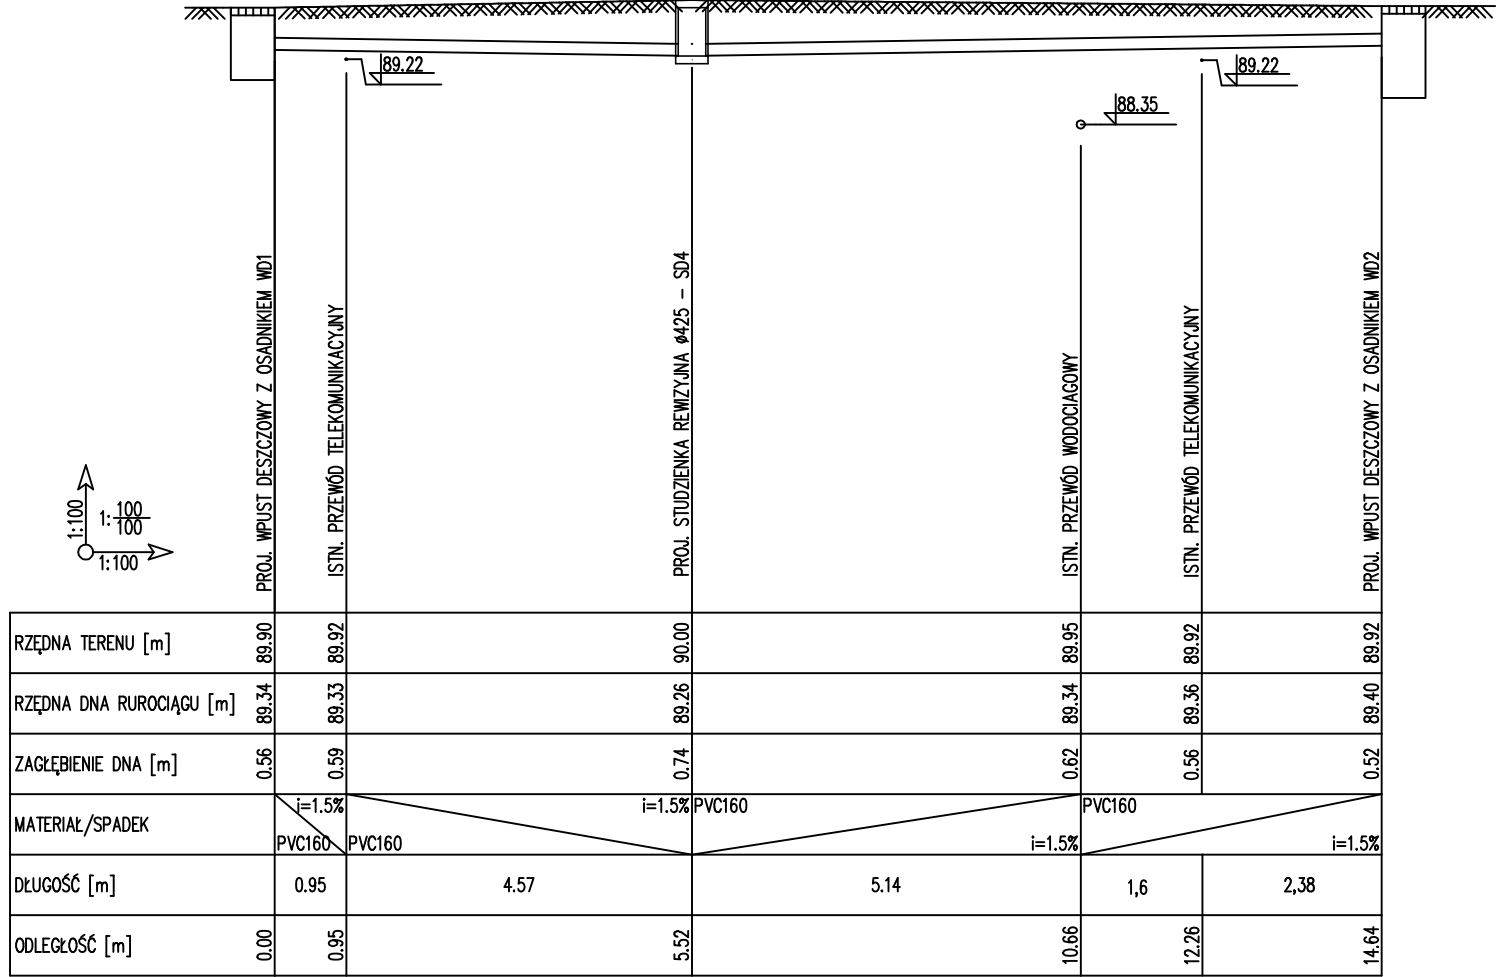 89.22
88.35
89.22
PROJ. WPUST DESZCZOWY Z OSADNIKIEM WD1
ISTN. PRZEWÓD TELEKOMUNIKACYJNY
PROJ. STUDZIENKA REWIZYJNA ø425 - SD4
ISTN. PRZEWÓD WODOCIAGOWY
ISTN. PRZEWÓD TELEKOMUNIKACYJNY
PROJ. WPUST DESZCZOWY Z OSADNIKIEM WD2
1:100
1:100/100
1:100
RZĘDNA TERENU [m] 89.90 89.92 90.00 89.95 89.92 89.92
RZĘDNA DNA RUROCIĄGU [m] 89.34 89.33 89.26 89.34 89.36 89.40
ZAGŁĘBIENIE DNA [m] 0.56 0.59 0.74 0.62 0.56 0.52
MATERIAŁ/SPADEK
i=1.5% i=1.5% PVC160 PVC160
PVC160 PVC160 i=1.5% i=1.5%
DŁUGOŚĆ [m] 0.95 4.57 5.14 1,6 2,38
ODLEGŁOŚĆ [m] 0.00 0.95 5.52 10.66 12.26 14.64